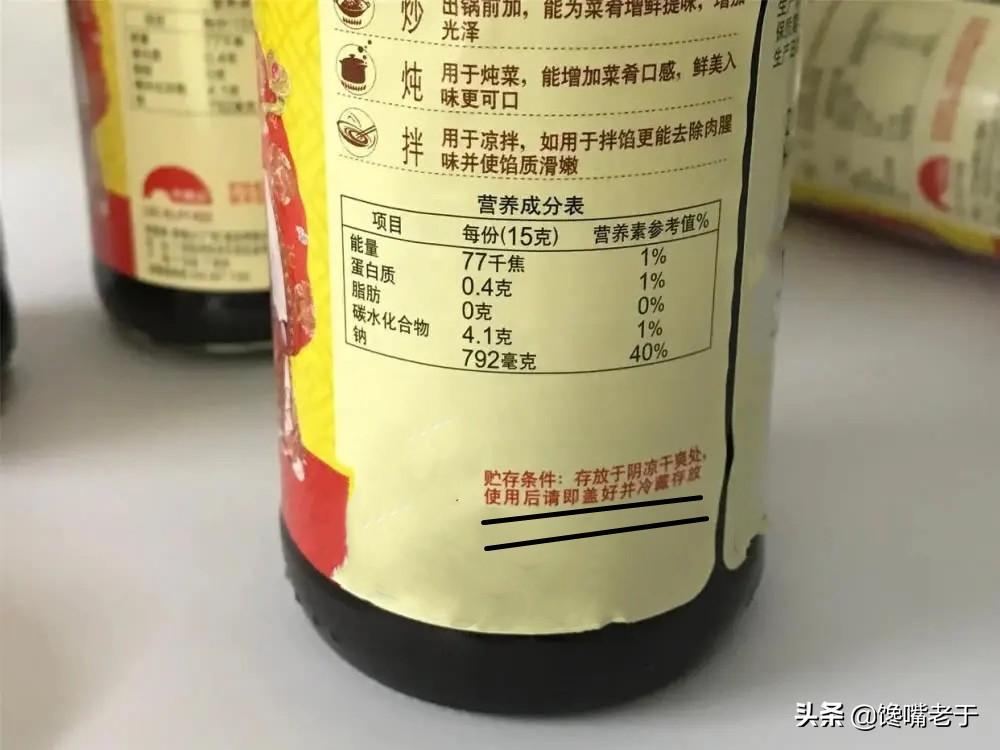 炒 出锅前加，能为菜肴增鲜提味，增加
光泽
炖 用于炖菜，能增加菜肴口感，鲜美入
味更可口
拌 用于凉拌，如用于拌馅更能去除肉腥
味并使馅质滑嫩
营养成分表
项目 每份(15克) 营养素参考值%
能量 77千焦 1%
蛋白质 0.4克 1%
脂肪 0克 0%
碳水化合物 4.1克 1%
钠 792毫克 40%
贮存条件：存放于阴凉干爽处，
使用后请即盖好并冷藏存放
头条 @馋嘴老于